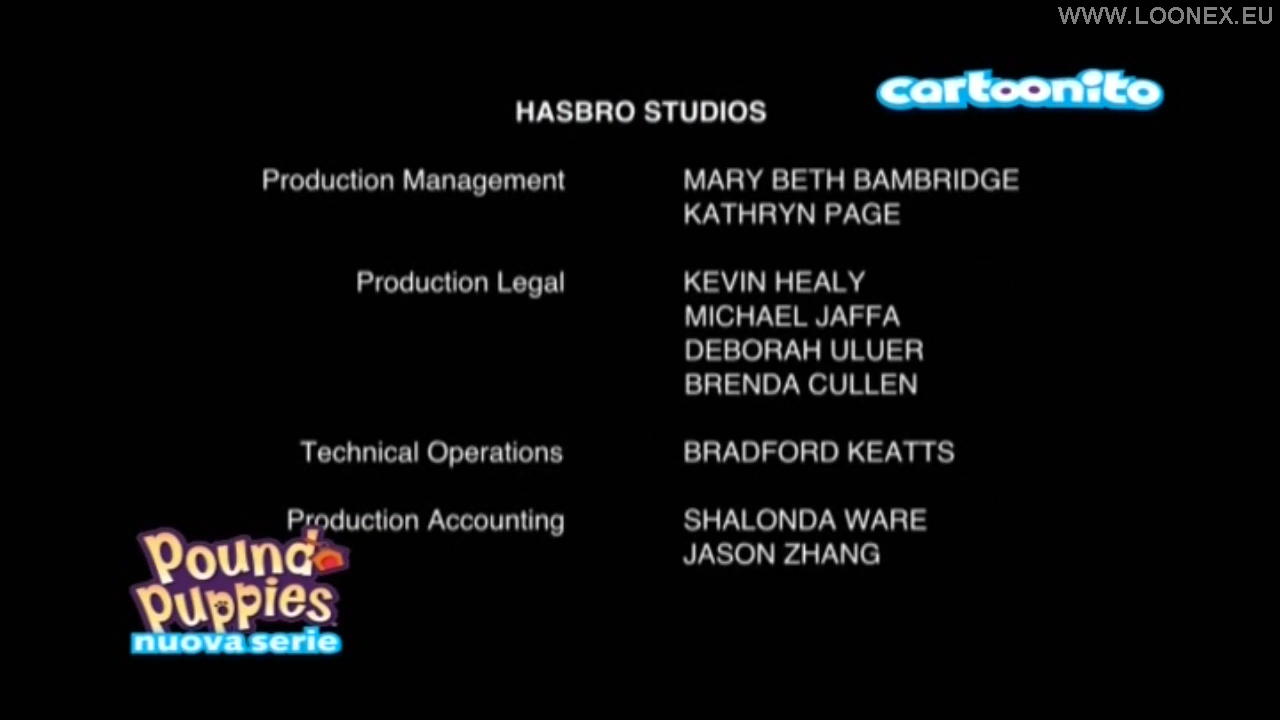 WWW.LOONEX.EU
cartoonito
HASBRO STUDIOS
Production Management MARY BETH BAMBRIDGE
KATHRYN PAGE
Production Legal KEVIN HEALY
MICHAEL JAFFA
DEBORAH ULUER
BRENDA CULLEN
Technical Operations BRADFORD KEATTS
Production Accounting SHALONDA WARE
JASON ZHANG
Pound
Puppies
nuova serie